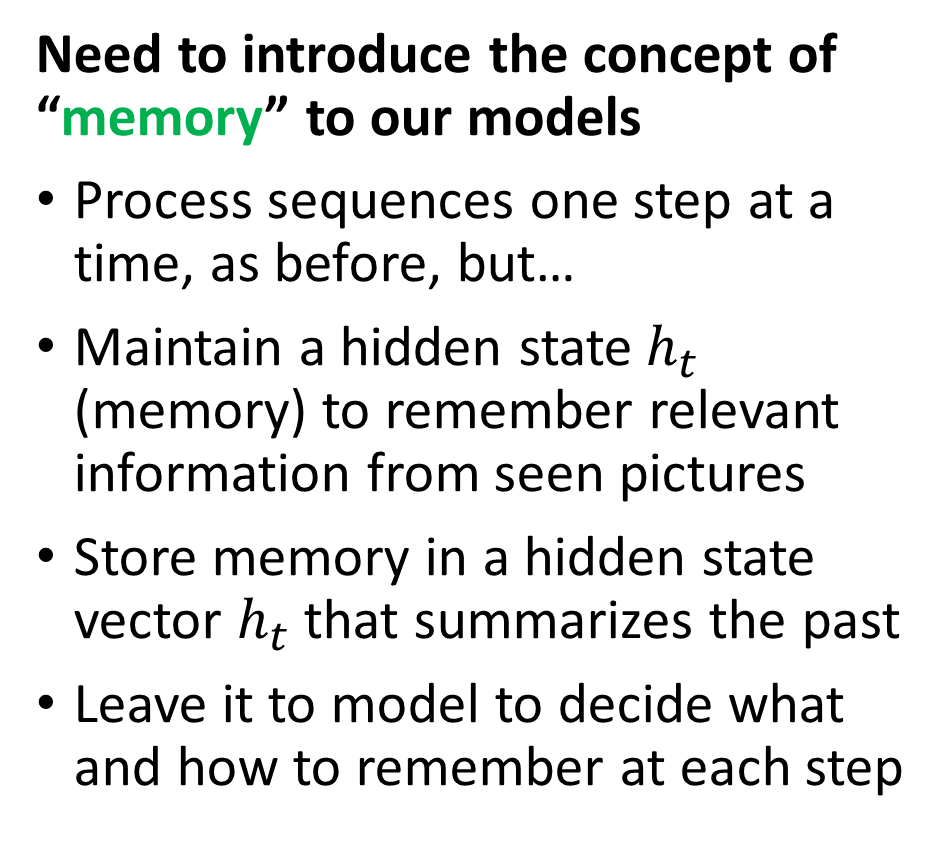 Need to introduce the concept of
“memory” to our models
• Process sequences one step at a
time, as before, but…
• Maintain a hidden state hₜ
(memory) to remember relevant
information from seen pictures
• Store memory in a hidden state
vector hₜ that summarizes the past
• Leave it to model to decide what
and how to remember at each step